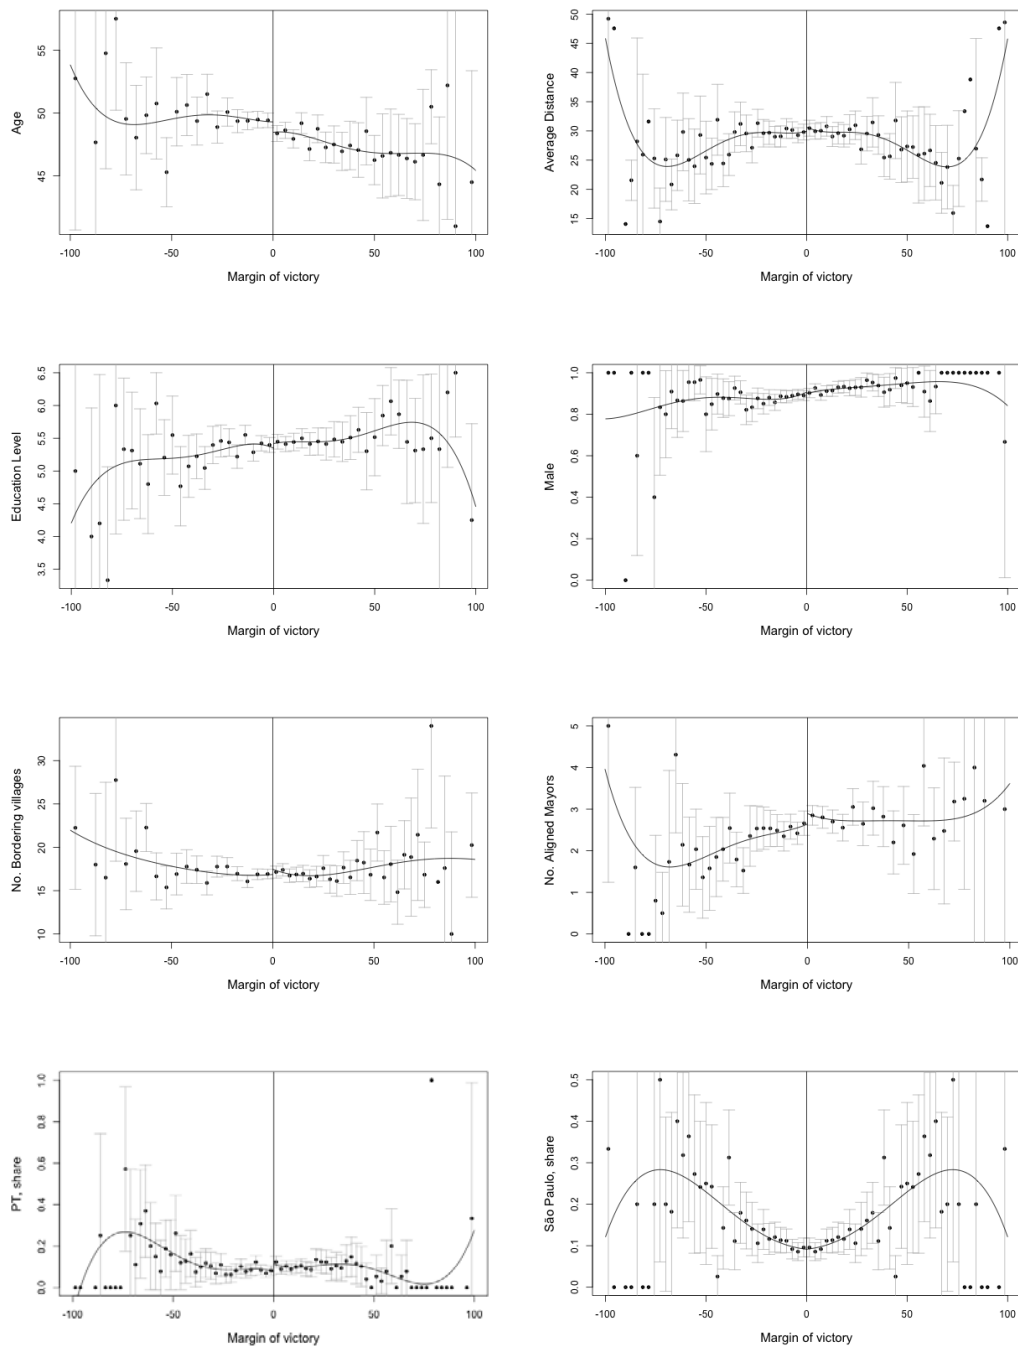 Age
55
50
45
-100 -50 0 50 100
Margin of victory
Average Distance
50
45
40
35
30
25
20
15
-100 -50 0 50 100
Margin of victory
Education Level
6.5
6.0
5.5
5.0
4.5
4.0
3.5
-100 -50 0 50 100
Margin of victory
Male
1.0
0.8
0.6
0.4
0.2
0.0
-100 -50 0 50 100
Margin of victory
No. Bordering villages
30
25
20
15
10
-100 -50 0 50 100
Margin of victory
No. Aligned Mayors
5
4
3
2
1
0
-100 -50 0 50 100
Margin of victory
PT, share
1.0
0.8
0.6
0.4
0.2
0.0
-100 -50 0 50 100
Margin of victory
São Paulo, share
0.5
0.4
0.3
0.2
0.1
0.0
-100 -50 0 50 100
Margin of victory